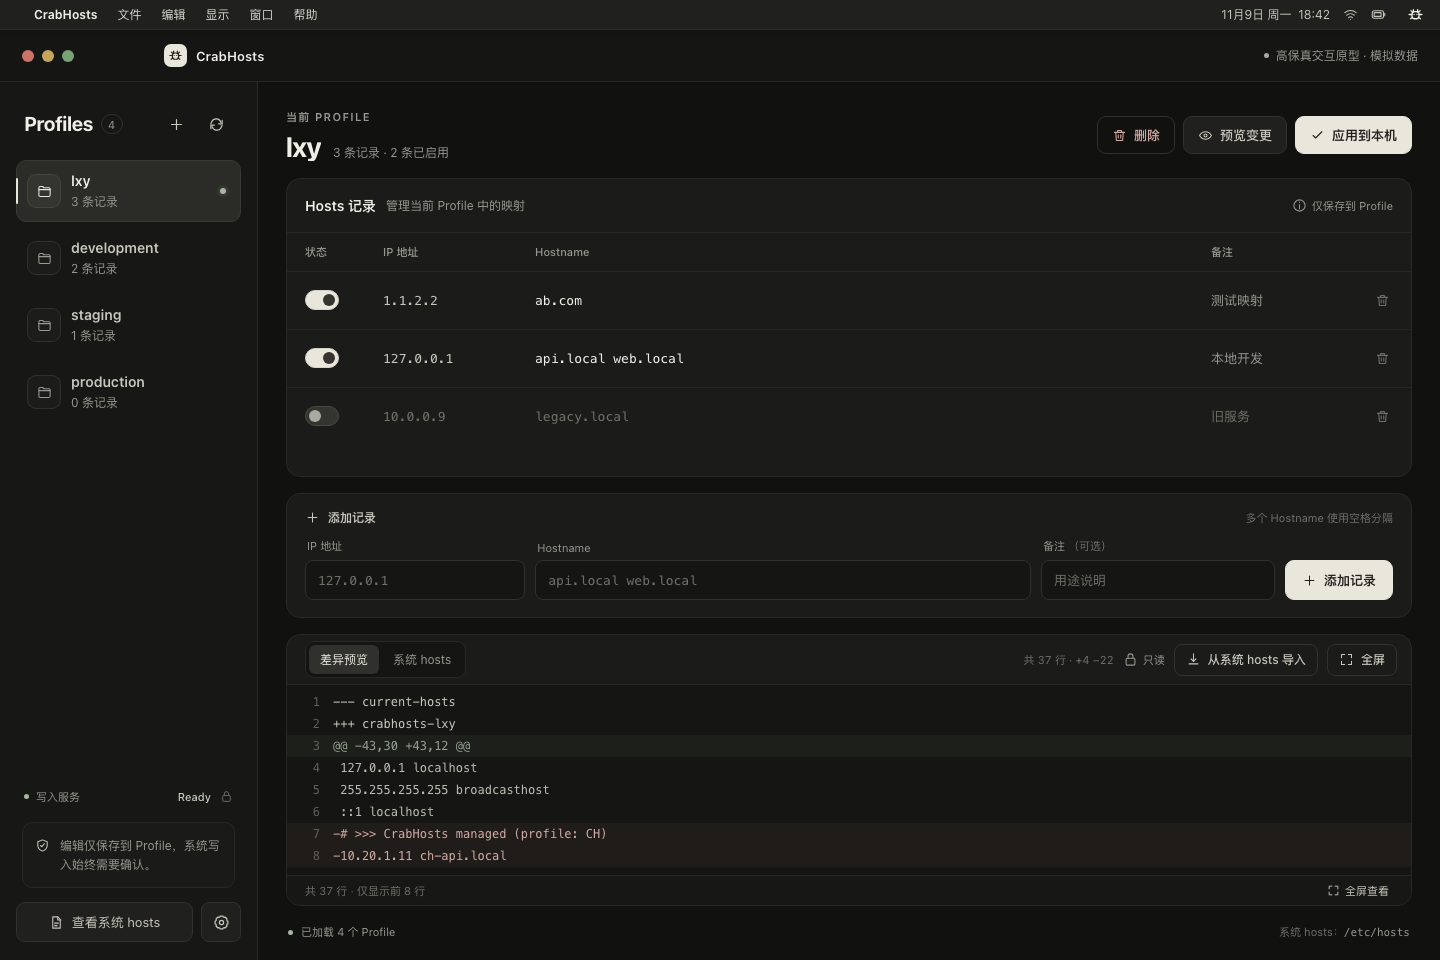 CrabHosts 文件 编辑 显示 窗口 帮助 11月9日 周一 18:42
CrabHosts 高保真交互原型 · 模拟数据
Profiles 4
lxy
3 条记录
development
2 条记录
staging
1 条记录
production
0 条记录
写入服务 Ready
编辑仅保存到 Profile，系统写
入始终需要确认。
查看系统 hosts
当前 PROFILE
lxy 3 条记录 · 2 条已启用
删除 预览变更 应用到本机
Hosts 记录 管理当前 Profile 中的映射 仅保存到 Profile
状态 IP 地址 Hostname 备注
1.1.2.2 ab.com 测试映射
127.0.0.1 api.local web.local 本地开发
10.0.0.9 legacy.local 旧服务
添加记录 多个 Hostname 使用空格分隔
IP 地址 Hostname 备注 (可选)
127.0.0.1 api.local web.local 用途说明 添加记录
差异预览 系统 hosts 共 37 行 · +4 −22 只读 从系统 hosts 导入 全屏
1 --- current-hosts
2 +++ crabhosts-lxy
3 @@ -43,30 +43,12 @@
4 127.0.0.1 localhost
5 255.255.255.255 broadcasthost
6 ::1 localhost
7 -# >>> CrabHosts managed (profile: CH)
8 -10.20.1.11 ch-api.local
共 37 行 · 仅显示前 8 行 全屏查看
已加载 4 个 Profile 系统 hosts: /etc/hosts